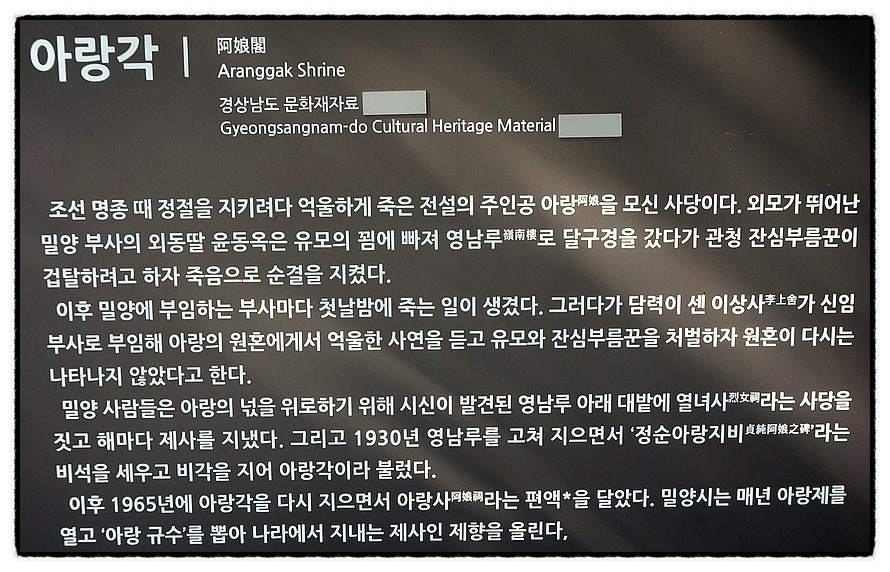 아랑각
阿娘閣
Aranggak Shrine
경상남도 문화재자료
Gyeongsangnam-do Cultural Heritage Material
조선 명종 때 정절을 지키려다 억울하게 죽은 전설의 주인공 아랑阿娘을 모신 사당이다. 외모가 뛰어난
밀양 부사의 외동딸 윤동옥은 유모의 꾐에 빠져 영남루嶺南樓로 달구경을 갔다가 관청 잔심부름꾼이
겁탈하려고 하자 죽음으로 순결을 지켰다.
이후 밀양에 부임하는 부사마다 첫날밤에 죽는 일이 생겼다. 그러다가 담력이 센 이상사李上舍가 신임
부사로 부임해 아랑의 원혼에게서 억울한 사연을 듣고 유모와 잔심부름꾼을 처벌하자 원혼이 다시는
나타나지 않았다고 한다.
밀양 사람들은 아랑의 넋을 위로하기 위해 시신이 발견된 영남루 아래 대밭에 열녀사烈女祠라는 사당을
짓고 해마다 제사를 지냈다. 그리고 1930년 영남루를 고쳐 지으면서 ‘정순아랑지비貞純阿娘之碑’라는
비석을 세우고 비각을 지어 아랑각이라 불렀다.
이후 1965년에 아랑각을 다시 지으면서 아랑사阿娘祠라는 편액*을 달았다. 밀양시는 매년 아랑제를
열고 ‘아랑 규수’를 뽑아 나라에서 지내는 제사인 제향을 올린다.